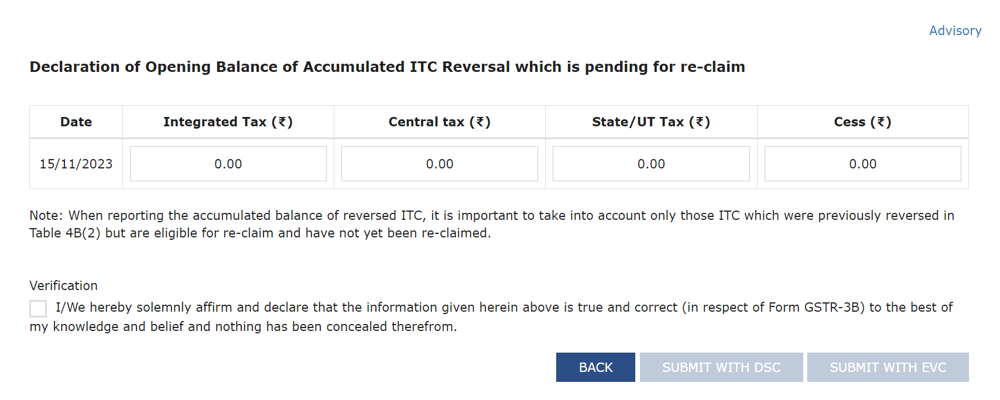 Advisory
Declaration of Opening Balance of Accumulated ITC Reversal which is pending for re-claim
Date Integrated Tax (₹) Central tax (₹) State/UT Tax (₹) Cess (₹)
15/11/2023 0.00 0.00 0.00 0.00
Note: When reporting the accumulated balance of reversed ITC, it is important to take into account only those ITC which were previously reversed in
Table 4B(2) but are eligible for re-claim and have not yet been re-claimed.
Verification
I/We hereby solemnly affirm and declare that the information given herein above is true and correct (in respect of Form GSTR-3B) to the best of
my knowledge and belief and nothing has been concealed therefrom.
BACK SUBMIT WITH DSC SUBMIT WITH EVC